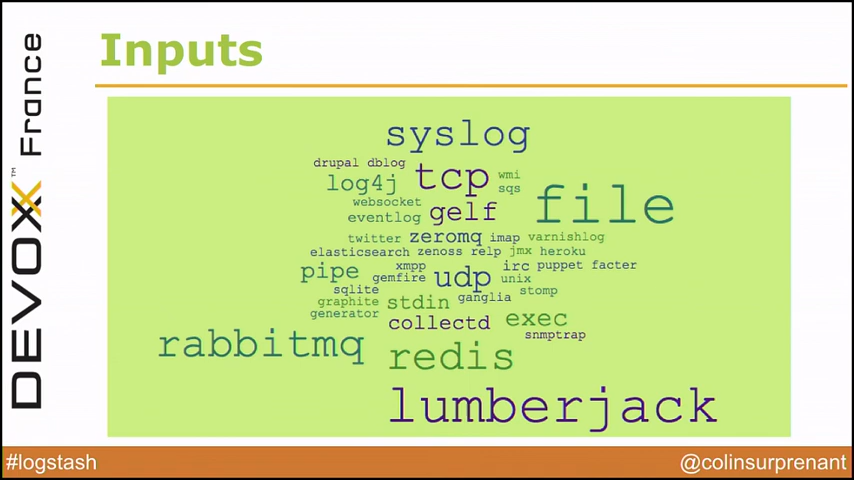 Inputs
DEVOXX™ France
syslog
drupal dblog
log4j
tcp
wmi
sqs
websocket
eventlog
gelf
file
twitter
zeromq
imap
varnishlog
elasticsearch
zenoss
relp
jmx
heroku
pipe
xmpp
gemfire
udp
irc
puppet facter
unix
sqlite
graphite
stdin
ganglia
stomp
generator
collectd
exec
snmptrap
rabbitmq
redis
lumberjack
#logstash
@colinsurprenant